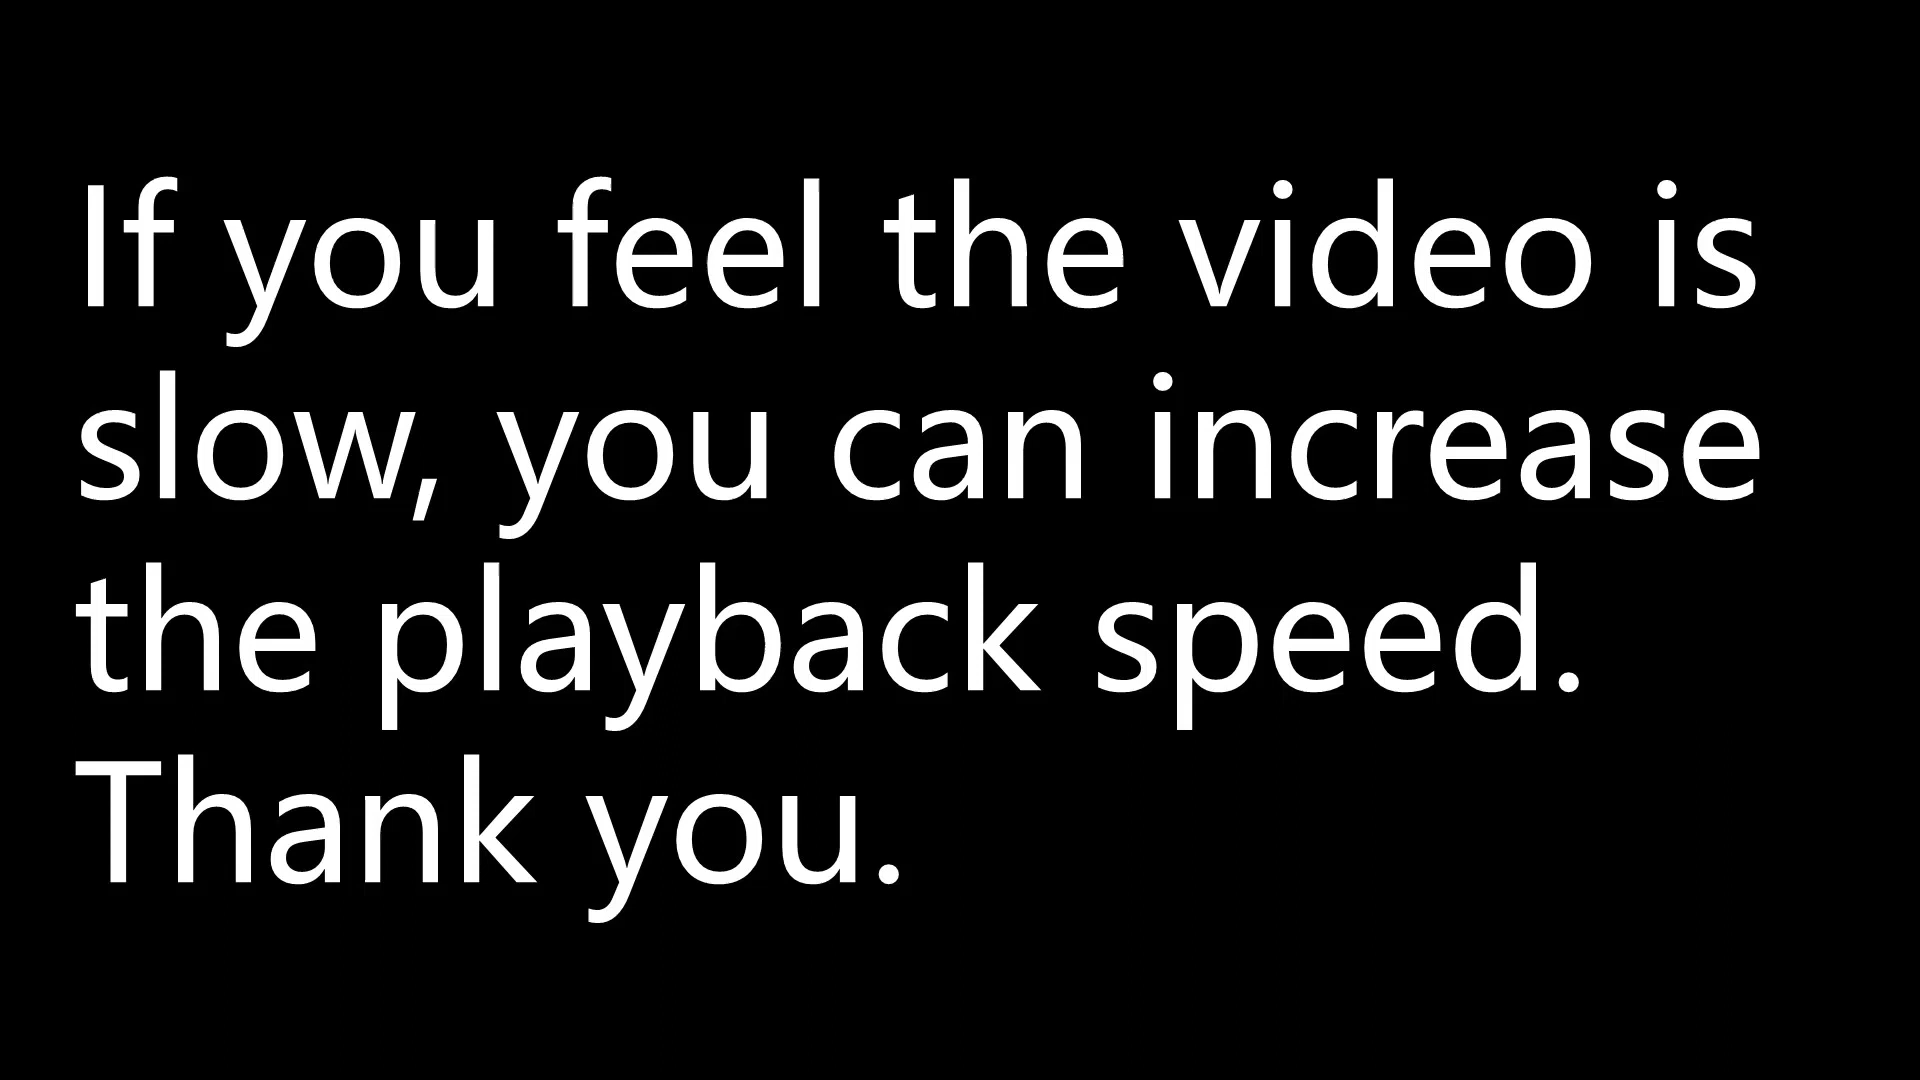 If you feel the video is
slow, you can increase
the playback speed.
Thank you.